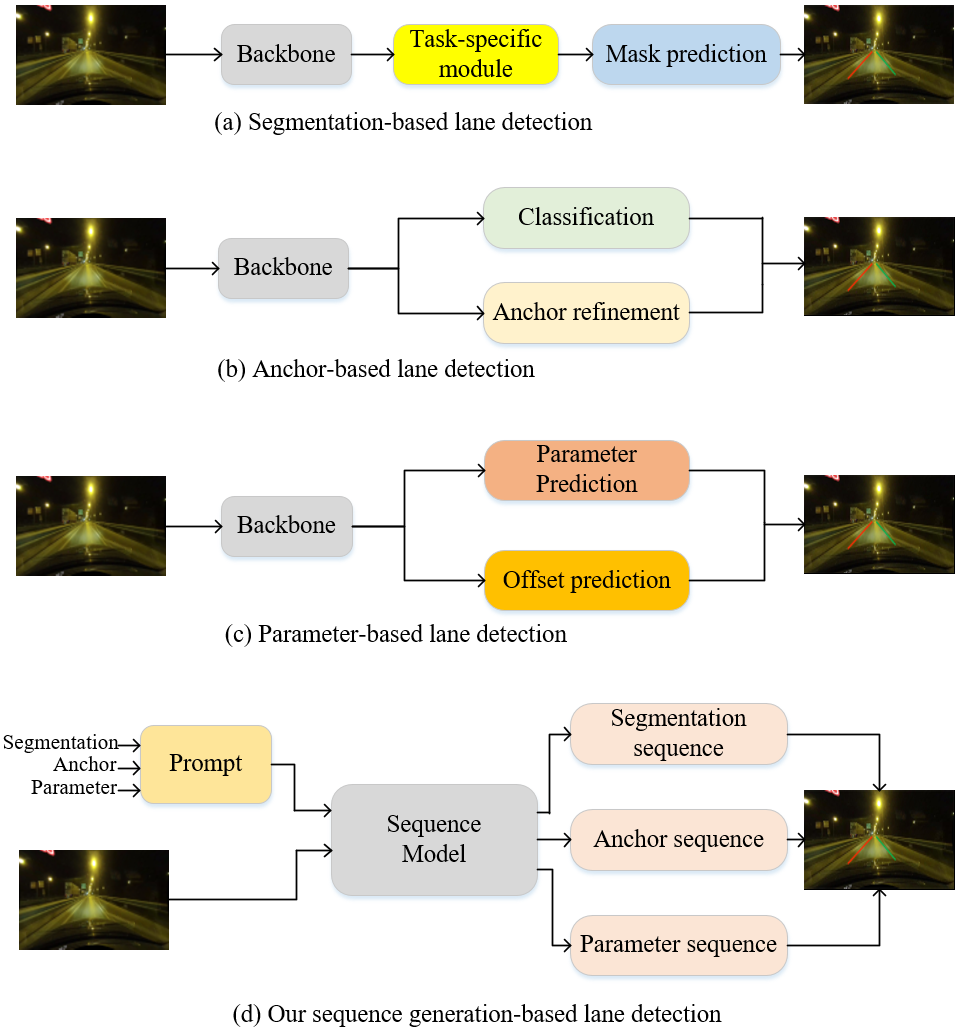 Backbone
Task-specific
module
Mask prediction
(a) Segmentation-based lane detection
Backbone
Classification
Anchor refinement
(b) Anchor-based lane detection
Backbone
Parameter
Prediction
Offset prediction
(c) Parameter-based lane detection
Segmentation
Anchor
Parameter
Prompt
Sequence
Model
Segmentation
sequence
Anchor sequence
Parameter sequence
(d) Our sequence generation-based lane detection